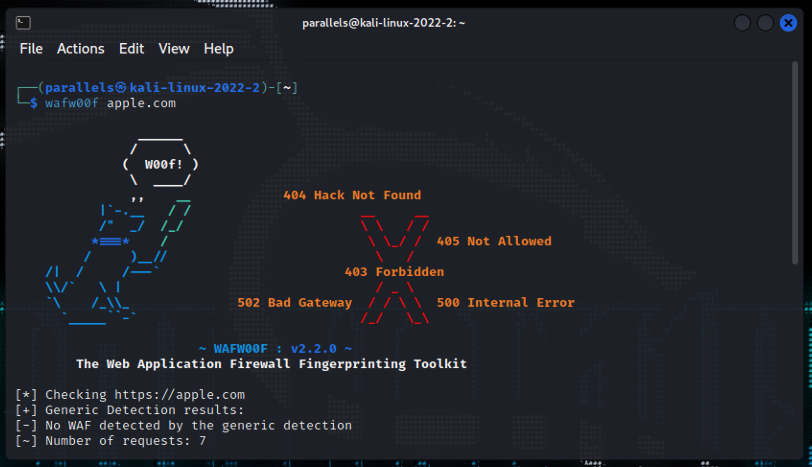 parallels@kali-linux-2022-2: ~
File Actions Edit View Help
┌──(parallels㉿kali-linux-2022-2)-[~]
└─$ wafw00f apple.com
( W00f! )
404 Hack Not Found
405 Not Allowed
403 Forbidden
502 Bad Gateway 500 Internal Error
~ WAFW00F : v2.2.0 ~
The Web Application Firewall Fingerprinting Toolkit
[*] Checking https://apple.com
[+] Generic Detection results:
[-] No WAF detected by the generic detection
[~] Number of requests: 7